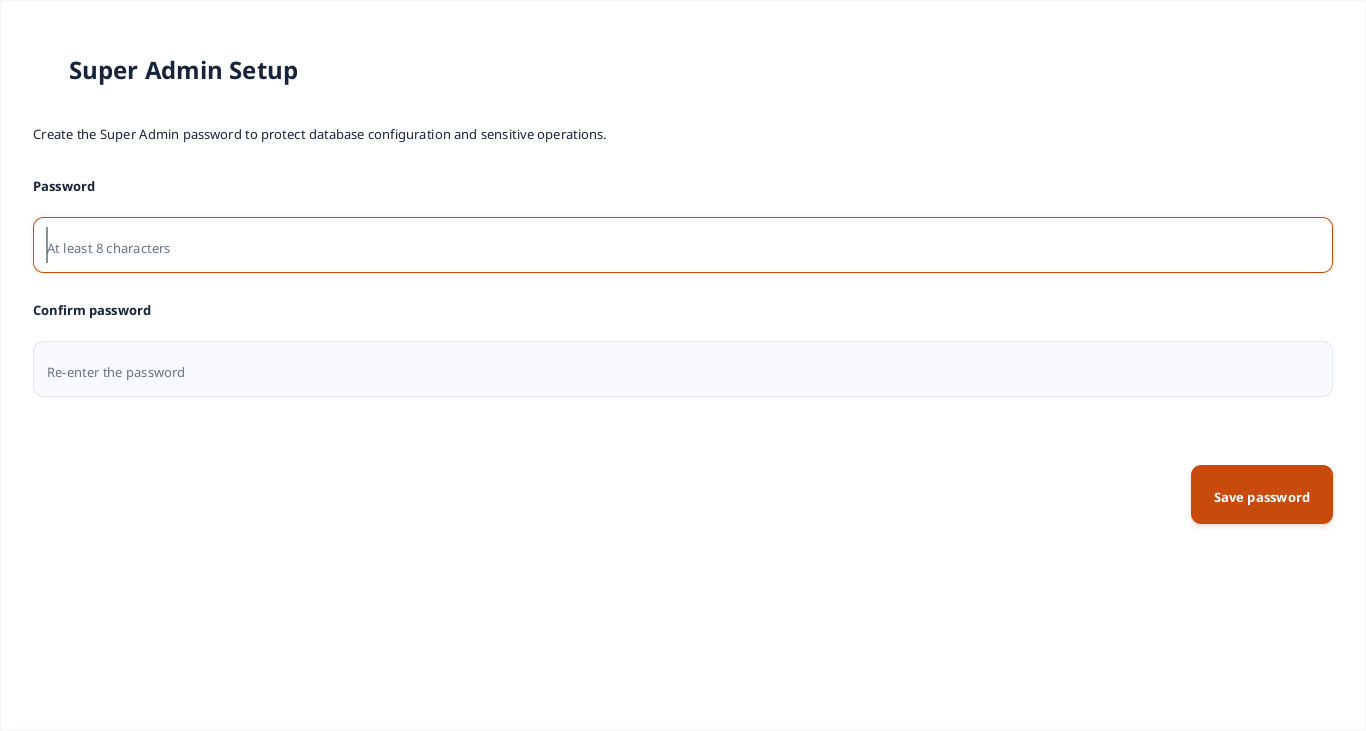 Super Admin Setup
Create the Super Admin password to protect database configuration and sensitive operations.
Password
At least 8 characters
Confirm password
Re-enter the password
Save password